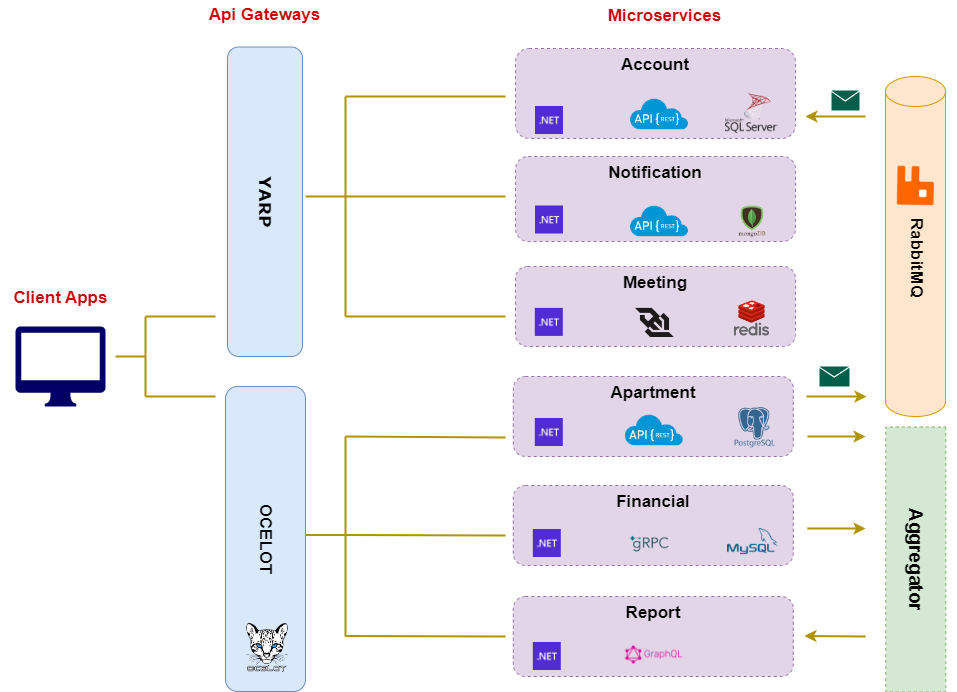 Api Gateways
Microservices
Client Apps
YARP
OCELOT
OCELOT
Account
.NET
API {REST}
Microsoft
SQL Server
Notification
.NET
API {REST}
mongoDB
Meeting
.NET
redis
Apartment
.NET
API {REST}
PostgreSQL
Financial
.NET
gRPC
MySQL
Report
.NET
GraphQL
RabbitMQ
Aggregator